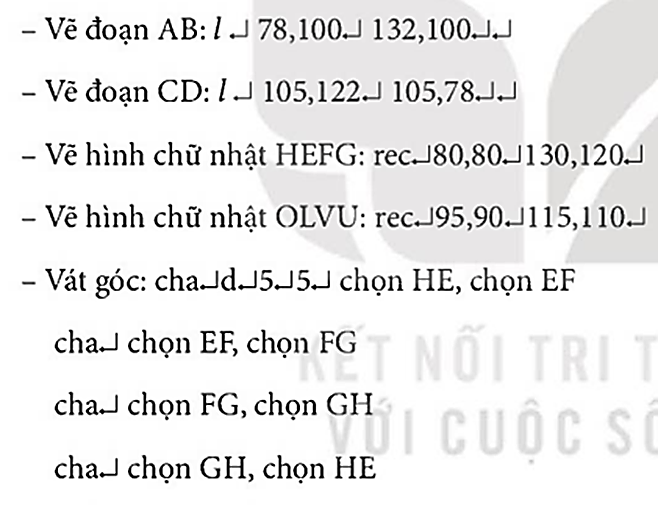 – Vẽ đoạn AB: l ↵ 78,100↵ 132,100↵↵
– Vẽ đoạn CD: l ↵ 105,122↵ 105,78↵↵
– Vẽ hình chữ nhật HEFG: rec↵80,80↵130,120↵
– Vẽ hình chữ nhật OLVU: rec↵95,90↵115,110↵
– Vát góc: cha↵d↵5↵5↵ chọn HE, chọn EF
cha↵ chọn EF, chọn FG
KẾT NỐI TRI T
cha↵ chọn FG, chọn GH
VỚI CUỘC SỐ
cha↵ chọn GH, chọn HE